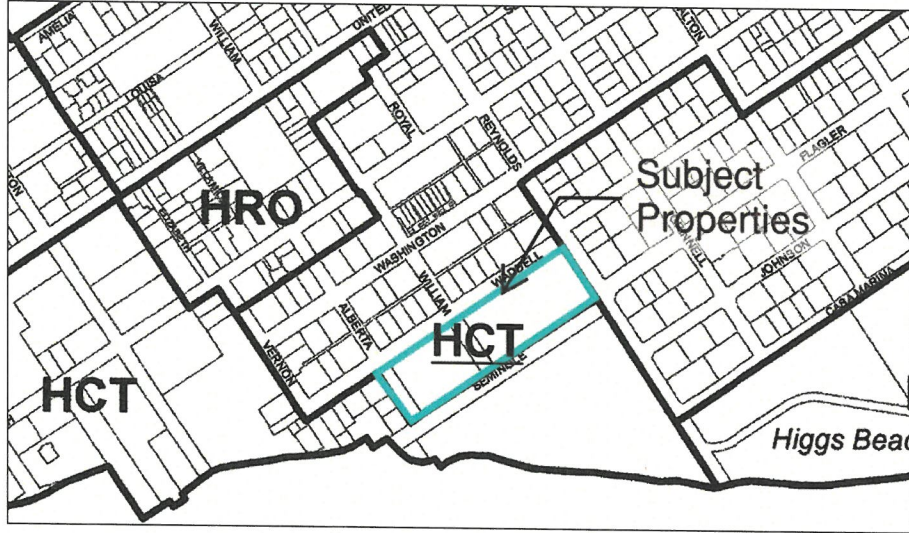 AMELIA
WILLIAM
UNITED
LOUISA
ROYAL
REYNOLDS
FLAGLER
Subject
Properties
HRO
ELIZABETH
WASHINGTON
WADDELL
JOHNSON
WILLIAM
ALBERTA
CASA MARINA
VERNON
HCT
SEMINOLE
HCT
Higgs Beac